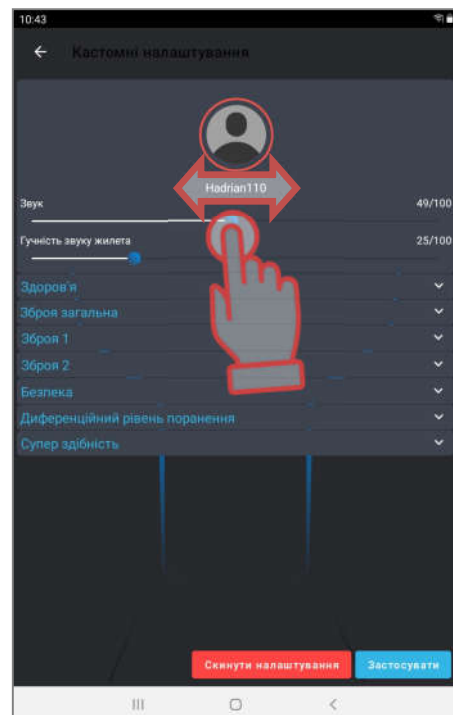 10:43
Кастомні налаштування
Hadrian110
Звук 49/100
Гучність звуку жилета 25/100
Здоров'я
Зброя загальна
Зброя 1
Зброя 2
Безпека
Диференційний рівень поранення
Супер здібність
Скинути налаштування Застосувати